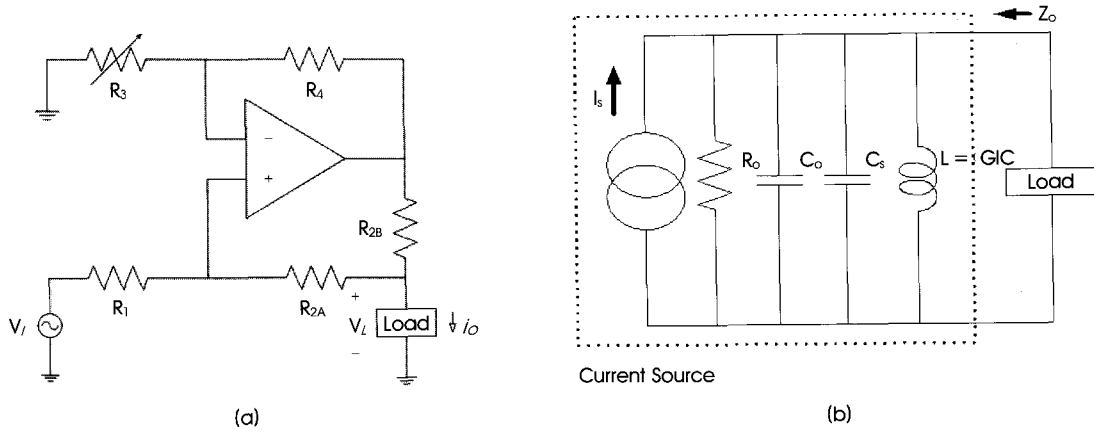 R3
R4
−
+
R2B
R1
R2A
+
VI
VL
Load
iO
−
(a)
Zo
Is
Ro
Co
Cs
L = GIC
Load
Current Source
(b)